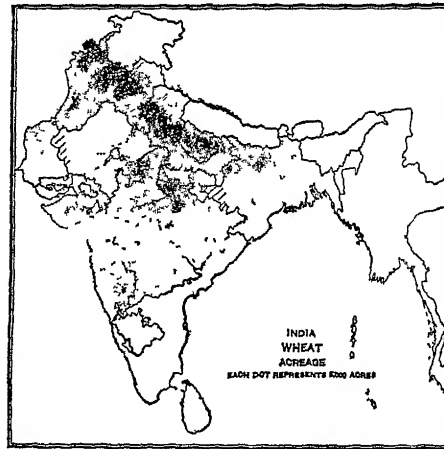 INDIA
WHEAT
ACREAGE
EACH DOT REPRESENTS 5000 ACRES